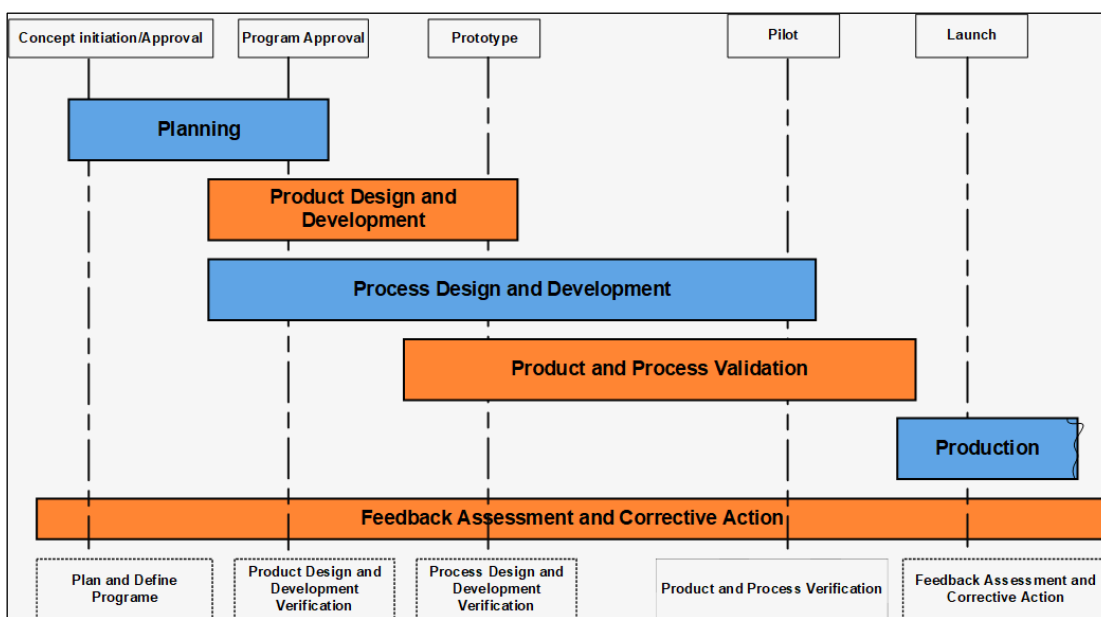 Concept initiation/Approval
Program Approval
Prototype
Pilot
Launch
Planning
Product Design and
Development
Process Design and Development
Product and Process Validation
Production
Feedback Assessment and Corrective Action
Plan and Define
Programe
Product Design and
Development
Verification
Process Design and
Development
Verification
Product and Process Verification
Feedback Assessment and
Corrective Action